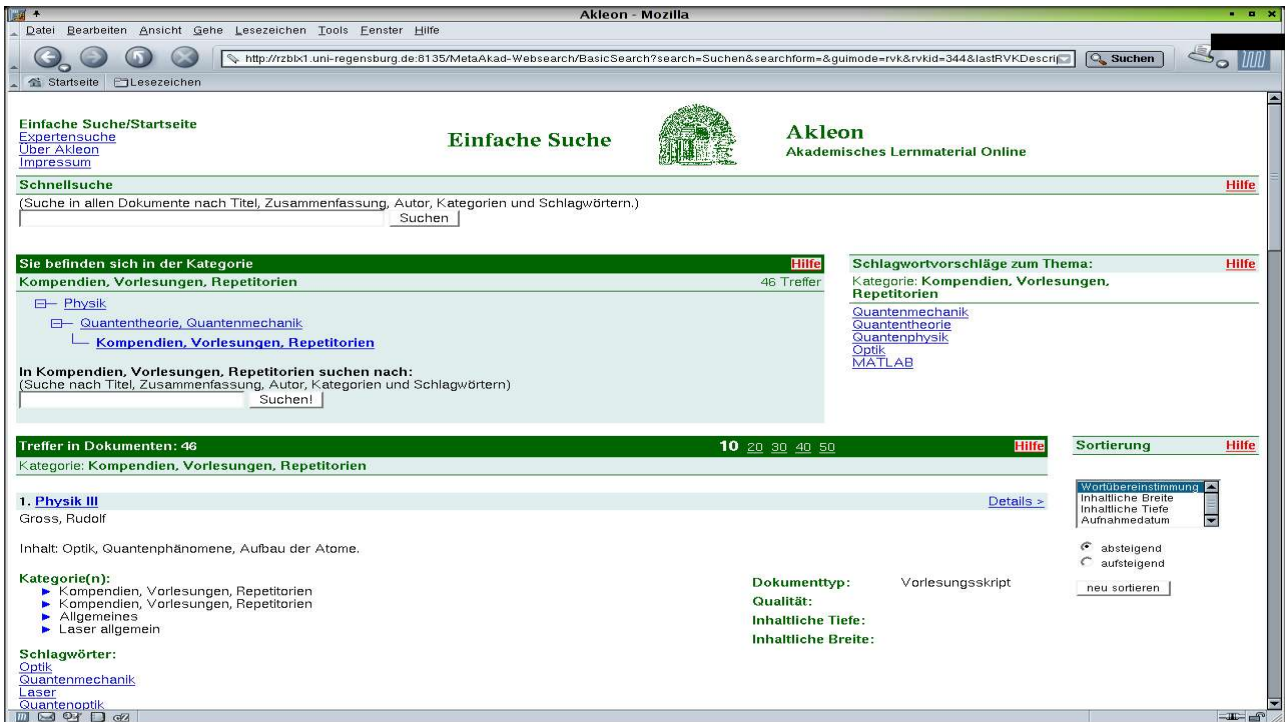 Akleon - Mozilla
Datei Bearbeiten Ansicht Gehe Lesezeichen Tools Fenster Hilfe
http://rzblx1.uni-regensburg.de:8135/MetaAkad-Websearch/BasicSearch?search=Suchen&searchform=&guimode=rvk&rvkid=344&lastRVKDescrip
Suchen
Startseite Lesezeichen
Einfache Suche/Startseite
Expertensuche
Über Akleon
Impressum
Einfache Suche
Akleon
Akademisches Lernmaterial Online
Schnellsuche Hilfe
(Suche in allen Dokumente nach Titel, Zusammenfassung, Autor, Kategorien und Schlagwörtern.)
Suchen
Sie befinden sich in der Kategorie Hilfe
Kompendien, Vorlesungen, Repetitorien 46 Treffer
Physik
Quantentheorie, Quantenmechanik
Kompendien, Vorlesungen, Repetitorien
In Kompendien, Vorlesungen, Repetitorien suchen nach:
(Suche nach Titel, Zusammenfassung, Autor, Kategorien und Schlagwörtern)
Suchen!
Schlagwortvorschläge zum Thema: Hilfe
Kategorie: Kompendien, Vorlesungen,
Repetitorien
Quantenmechanik
Quantentheorie
Quantenphysik
Optik
MATLAB
Treffer in Dokumenten: 46 10 20 30 40 50 Hilfe
Kategorie: Kompendien, Vorlesungen, Repetitorien
1. Physik III Details >
Gross, Rudolf
Inhalt: Optik, Quantenphänomene, Aufbau der Atome.
Kategorie(n):
Kompendien, Vorlesungen, Repetitorien
Kompendien, Vorlesungen, Repetitorien
Allgemeines
Laser allgemein
Dokumenttyp: Vorlesungsskript
Qualität:
Inhaltliche Tiefe:
Inhaltliche Breite:
Schlagwörter:
Optik
Quantenmechanik
Laser
Quantenoptik
Sortierung Hilfe
Wortübereinstimmung
Inhaltliche Breite
Inhaltliche Tiefe
Aufnahmedatum
absteigend
aufsteigend
neu sortieren